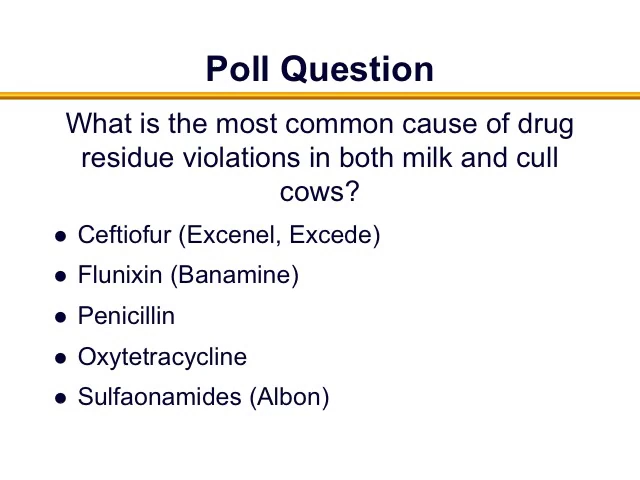 Poll Question
What is the most common cause of drug
residue violations in both milk and cull
cows?
● Ceftiofur (Excenel, Excede)
● Flunixin (Banamine)
● Penicillin
● Oxytetracycline
● Sulfaonamides (Albon)